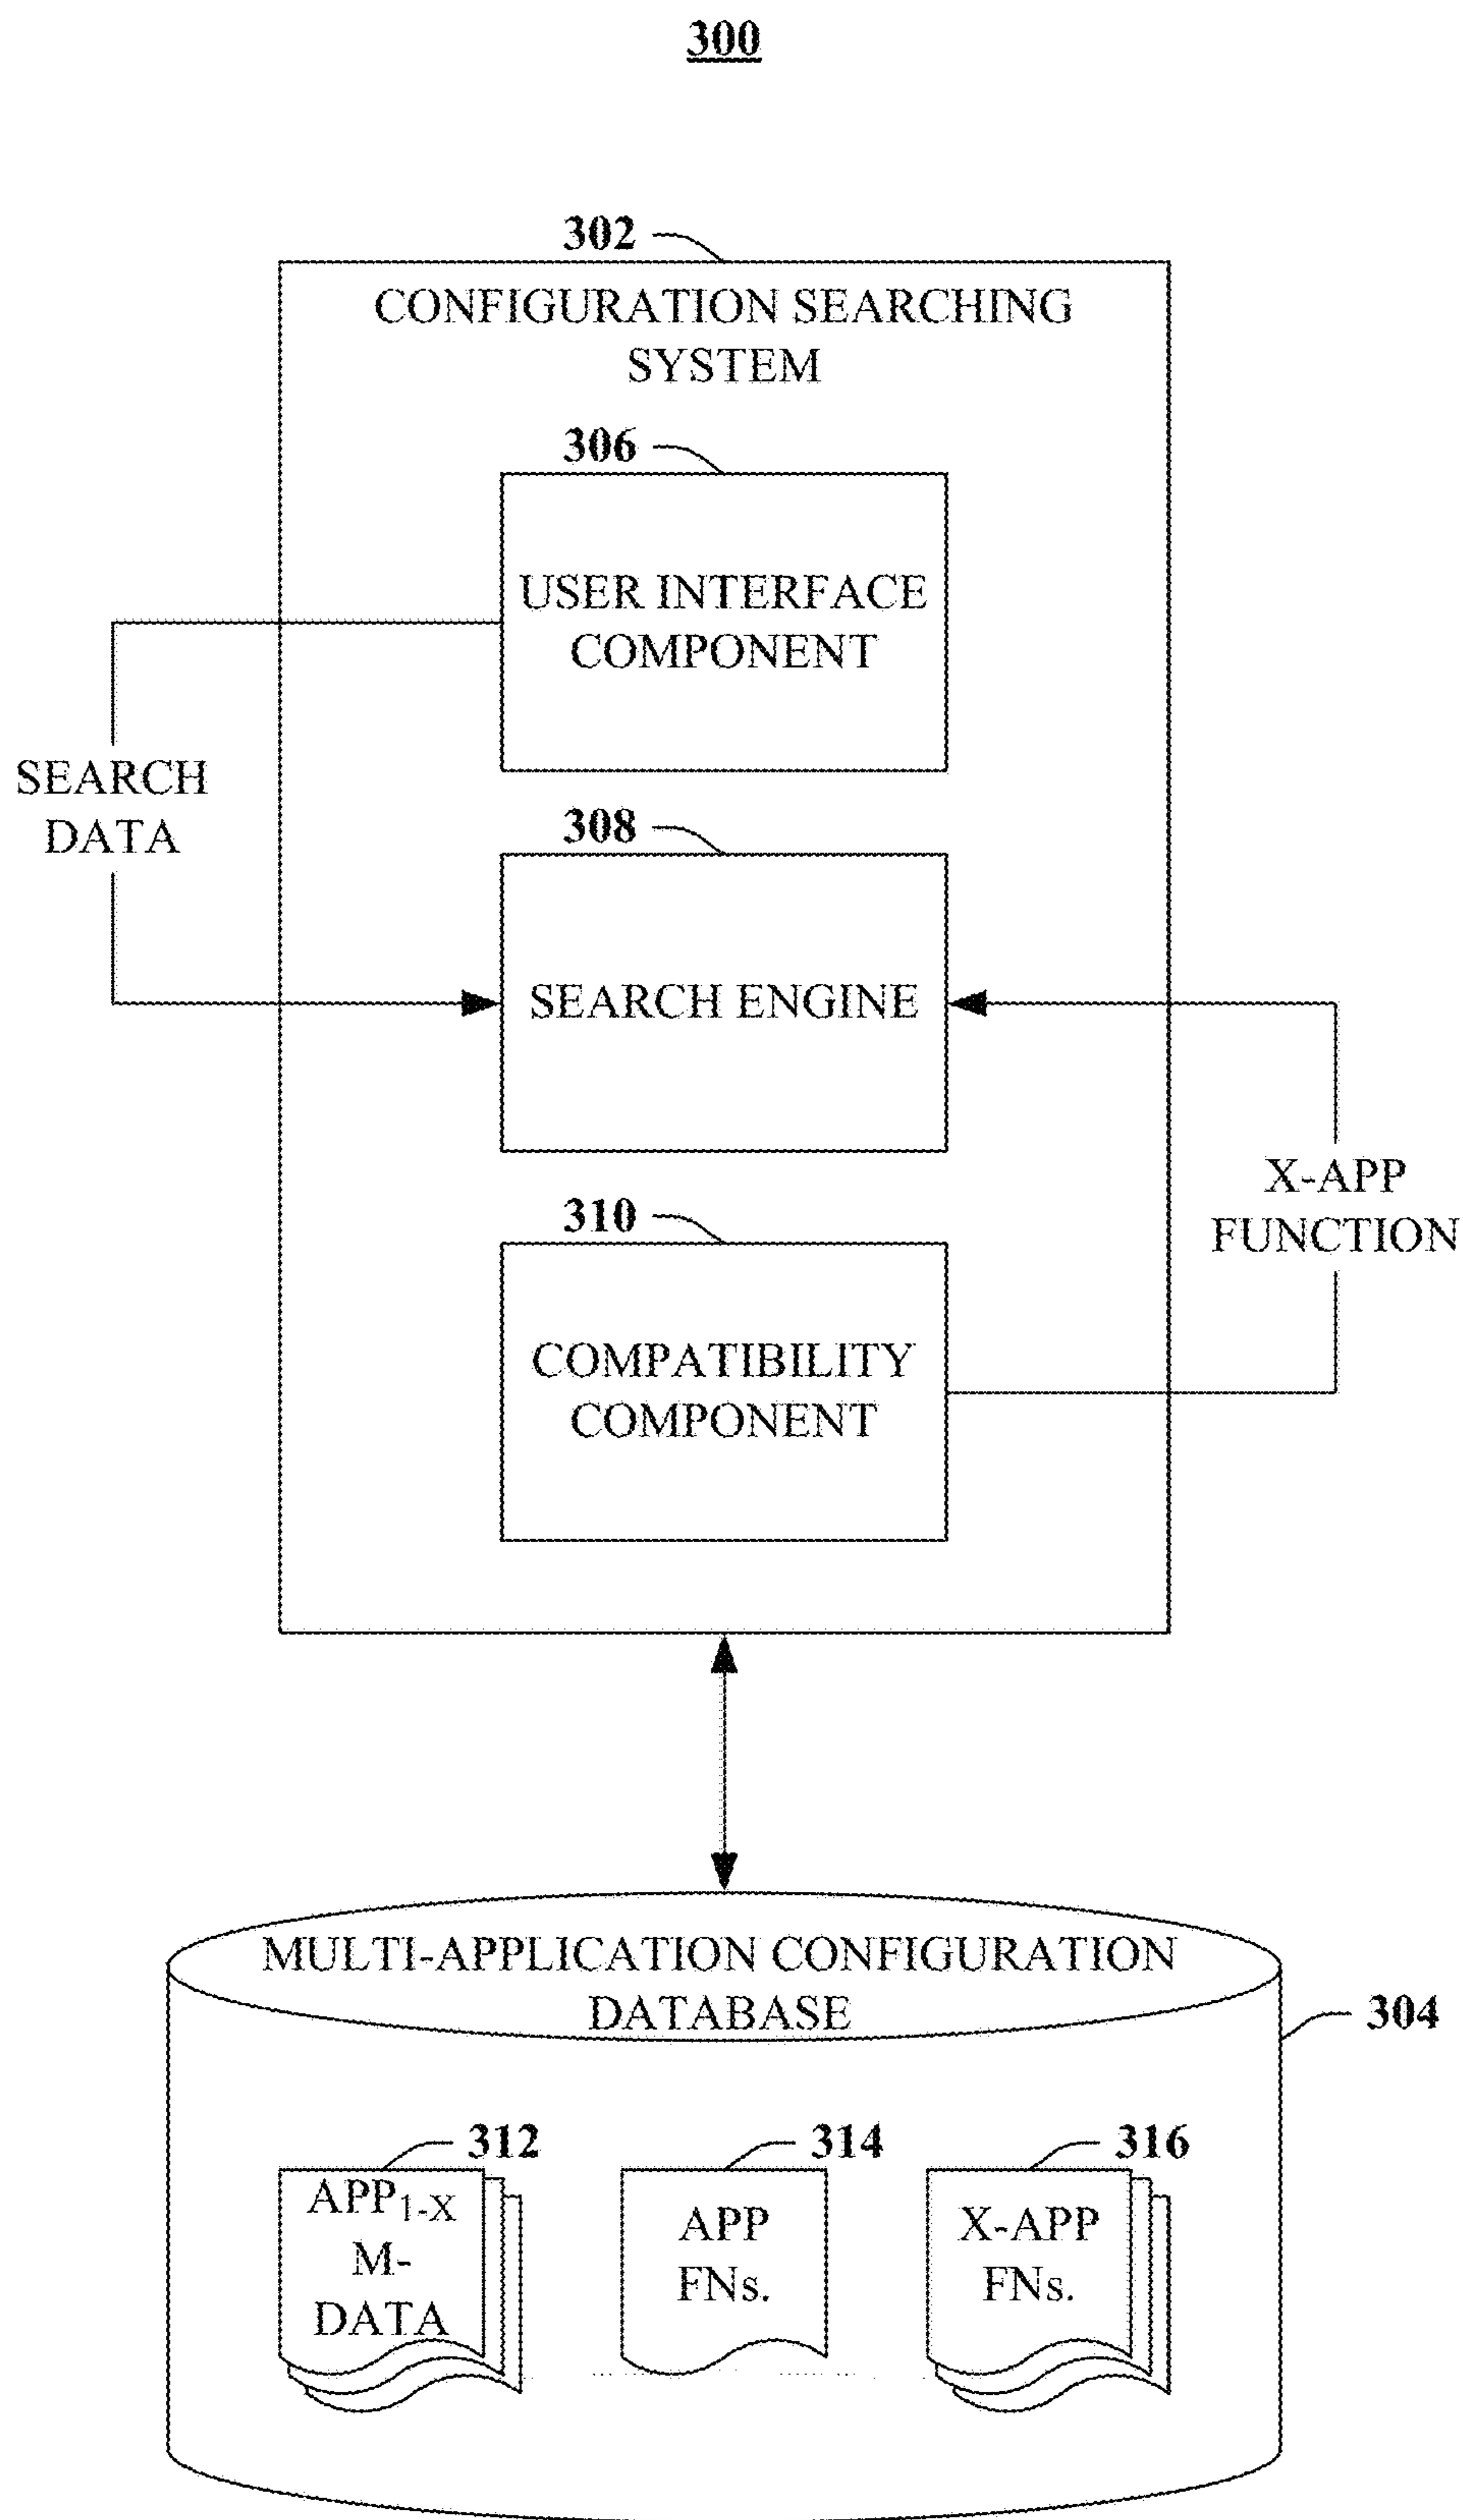 300
302
CONFIGURATION SEARCHING
SYSTEM
306
USER INTERFACE
COMPONENT
SEARCH
DATA
308
SEARCH ENGINE
X-APP
FUNCTION
310
COMPATIBILITY
COMPONENT
MULTI-APPLICATION CONFIGURATION
DATABASE
304
312
APP1-X
M-
DATA
314
APP
FNs.
316
X-APP
FNs.